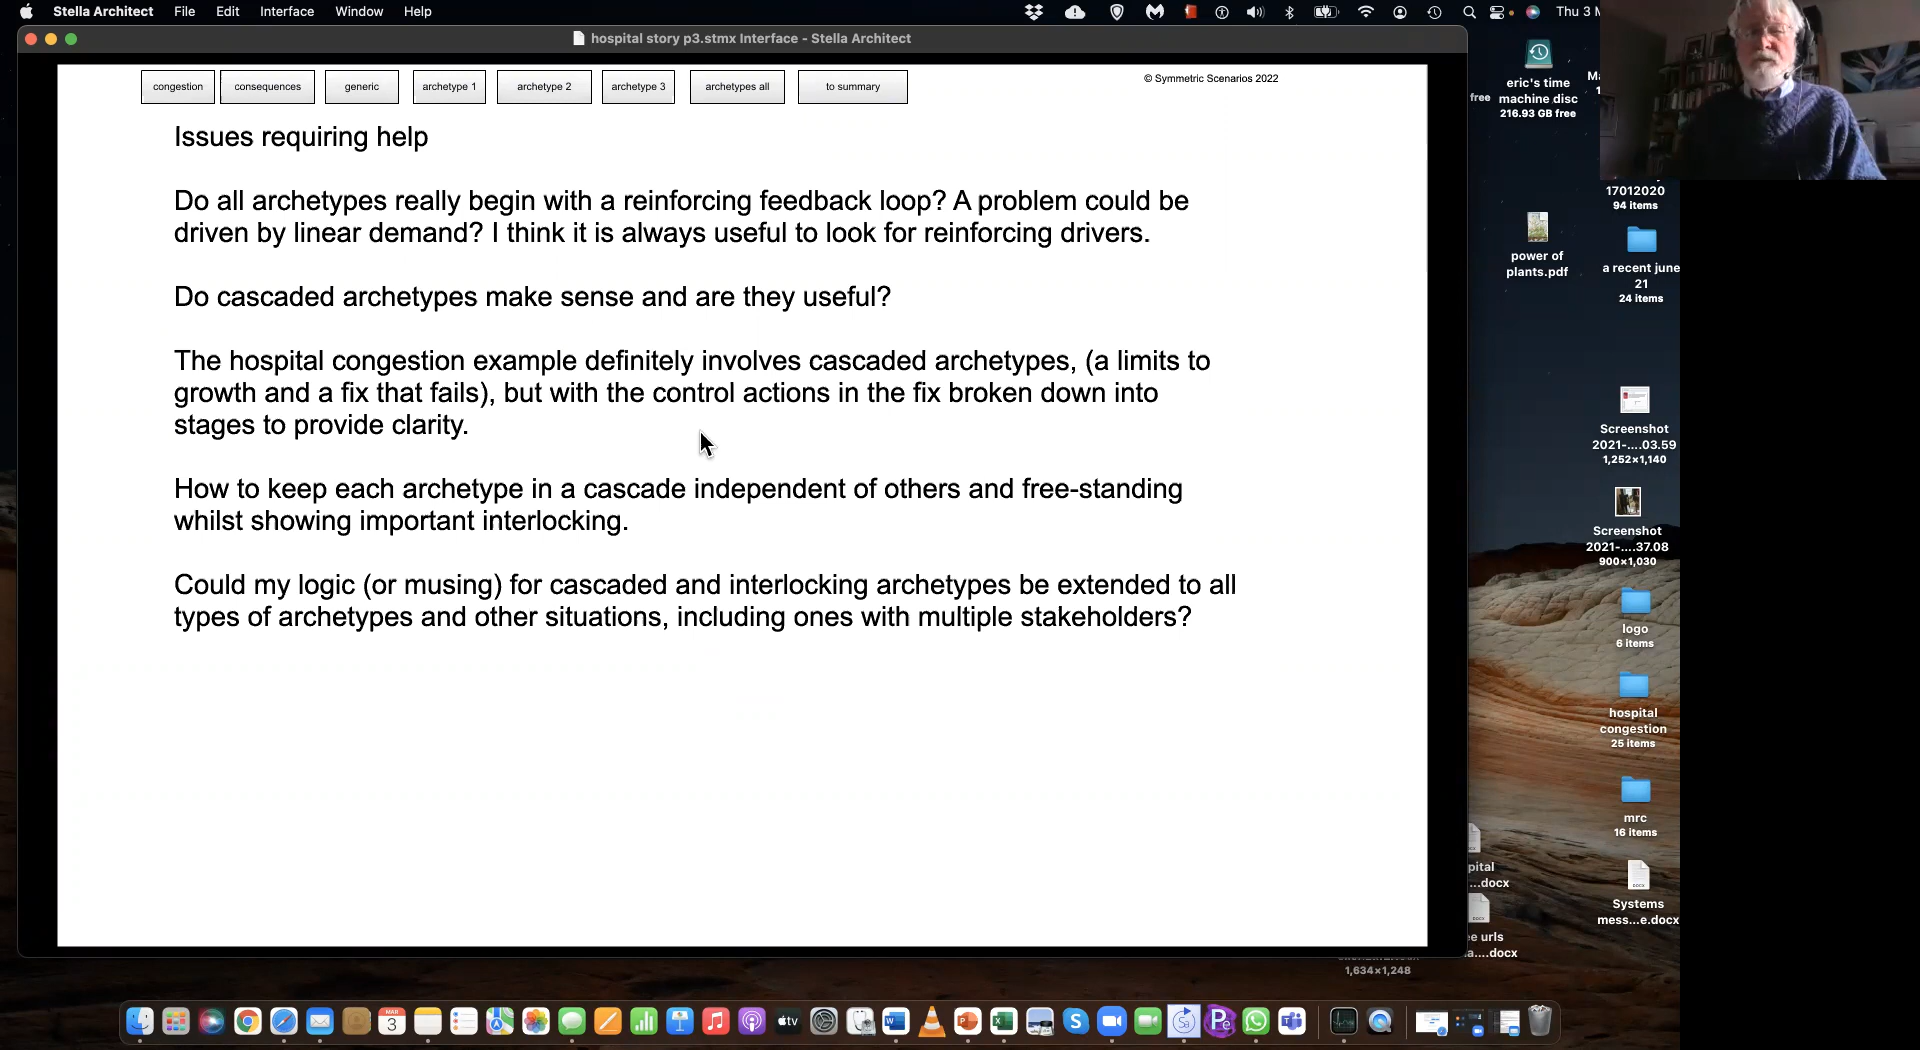 Stella Architect File Edit Interface Window Help
Thu 3
hospital story p3.stmx Interface - Stella Architect
congestion consequences generic archetype 1 archetype 2 archetype 3 archetypes all to summary
© Symmetric Scenarios 2022
Issues requiring help
Do all archetypes really begin with a reinforcing feedback loop? A problem could be
driven by linear demand? I think it is always useful to look for reinforcing drivers.
Do cascaded archetypes make sense and are they useful?
The hospital congestion example definitely involves cascaded archetypes, (a limits to
growth and a fix that fails), but with the control actions in the fix broken down into
stages to provide clarity.
How to keep each archetype in a cascade independent of others and free-standing
whilst showing important interlocking.
Could my logic (or musing) for cascaded and interlocking archetypes be extended to all
types of archetypes and other situations, including ones with multiple stakeholders?
eric's time
machine disc
216.93 GB free
free
17012020
94 items
power of
plants.pdf
a recent june
21
24 items
Screenshot
2021-....03.59
1,252×1,140
Screenshot
2021-....37.08
900×1,030
logo
6 items
hospital
congestion
25 items
mrc
16 items
pital
...docx
Systems
mess...e.docx
ee urls
a....docx
1,634×1,248
MAR
3
tv